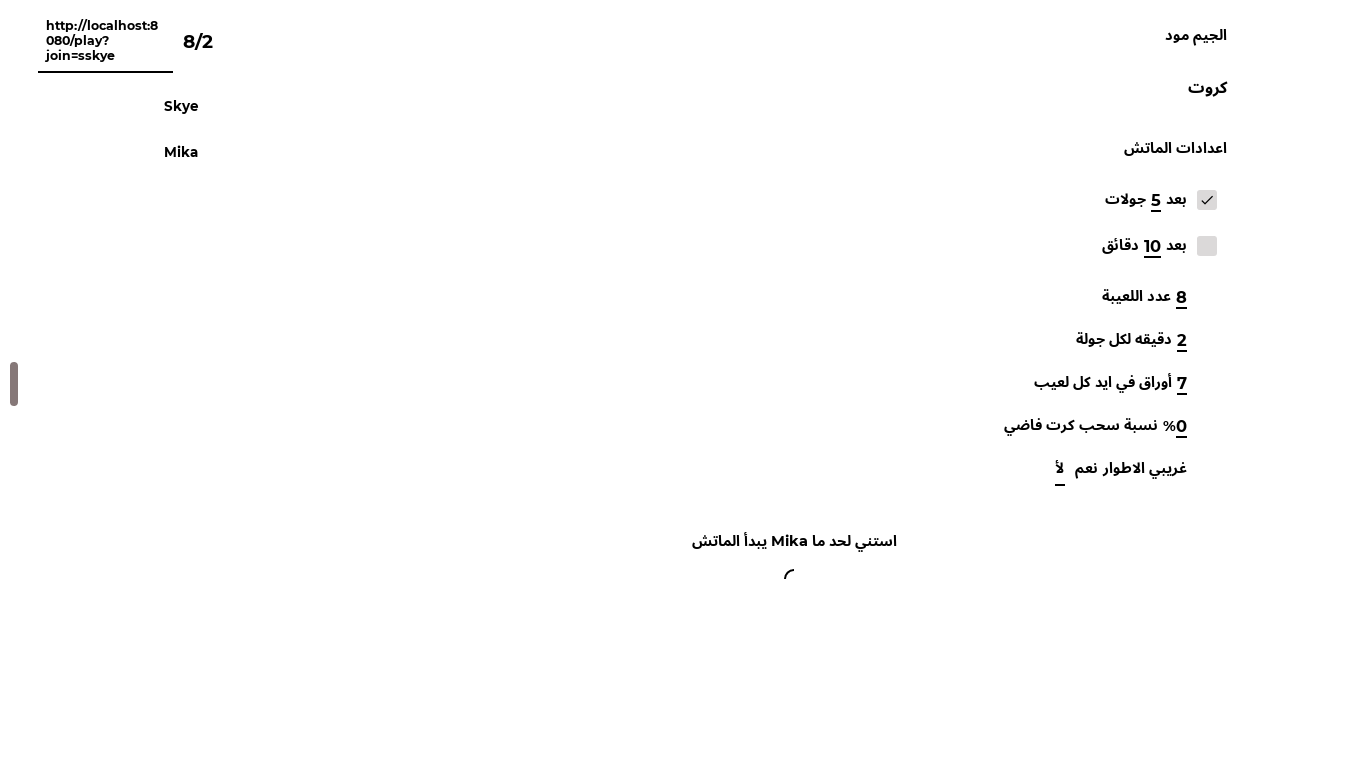 الجيم مود
كروت
اعدادات الماتش
بعد 5 جولات
بعد 10 دقائق
8 عدد اللعيبة
2 دقيقه لكل جولة
7 أوراق في ايد كل لعيب
0% نسبة سحب كرت فاضي
غريبي الاطوار نعم لأ
استني لحد ما Mika يبدأ الماتش
8/2
http://localhost:8
080/play?
join=sskye
Skye
Mika